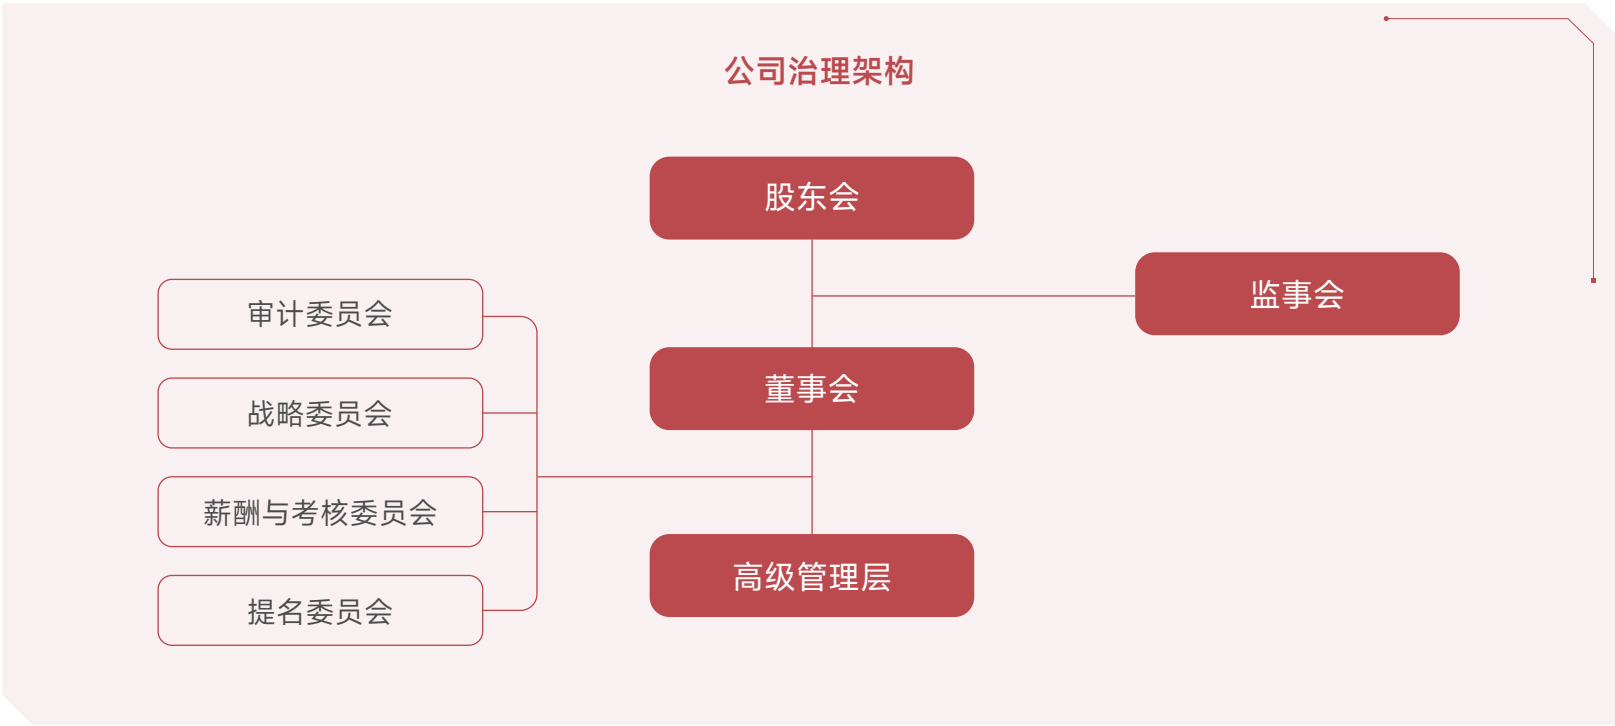 公司治理架构
股东会
监事会
审计委员会
董事会
战略委员会
薪酬与考核委员会
高级管理层
提名委员会